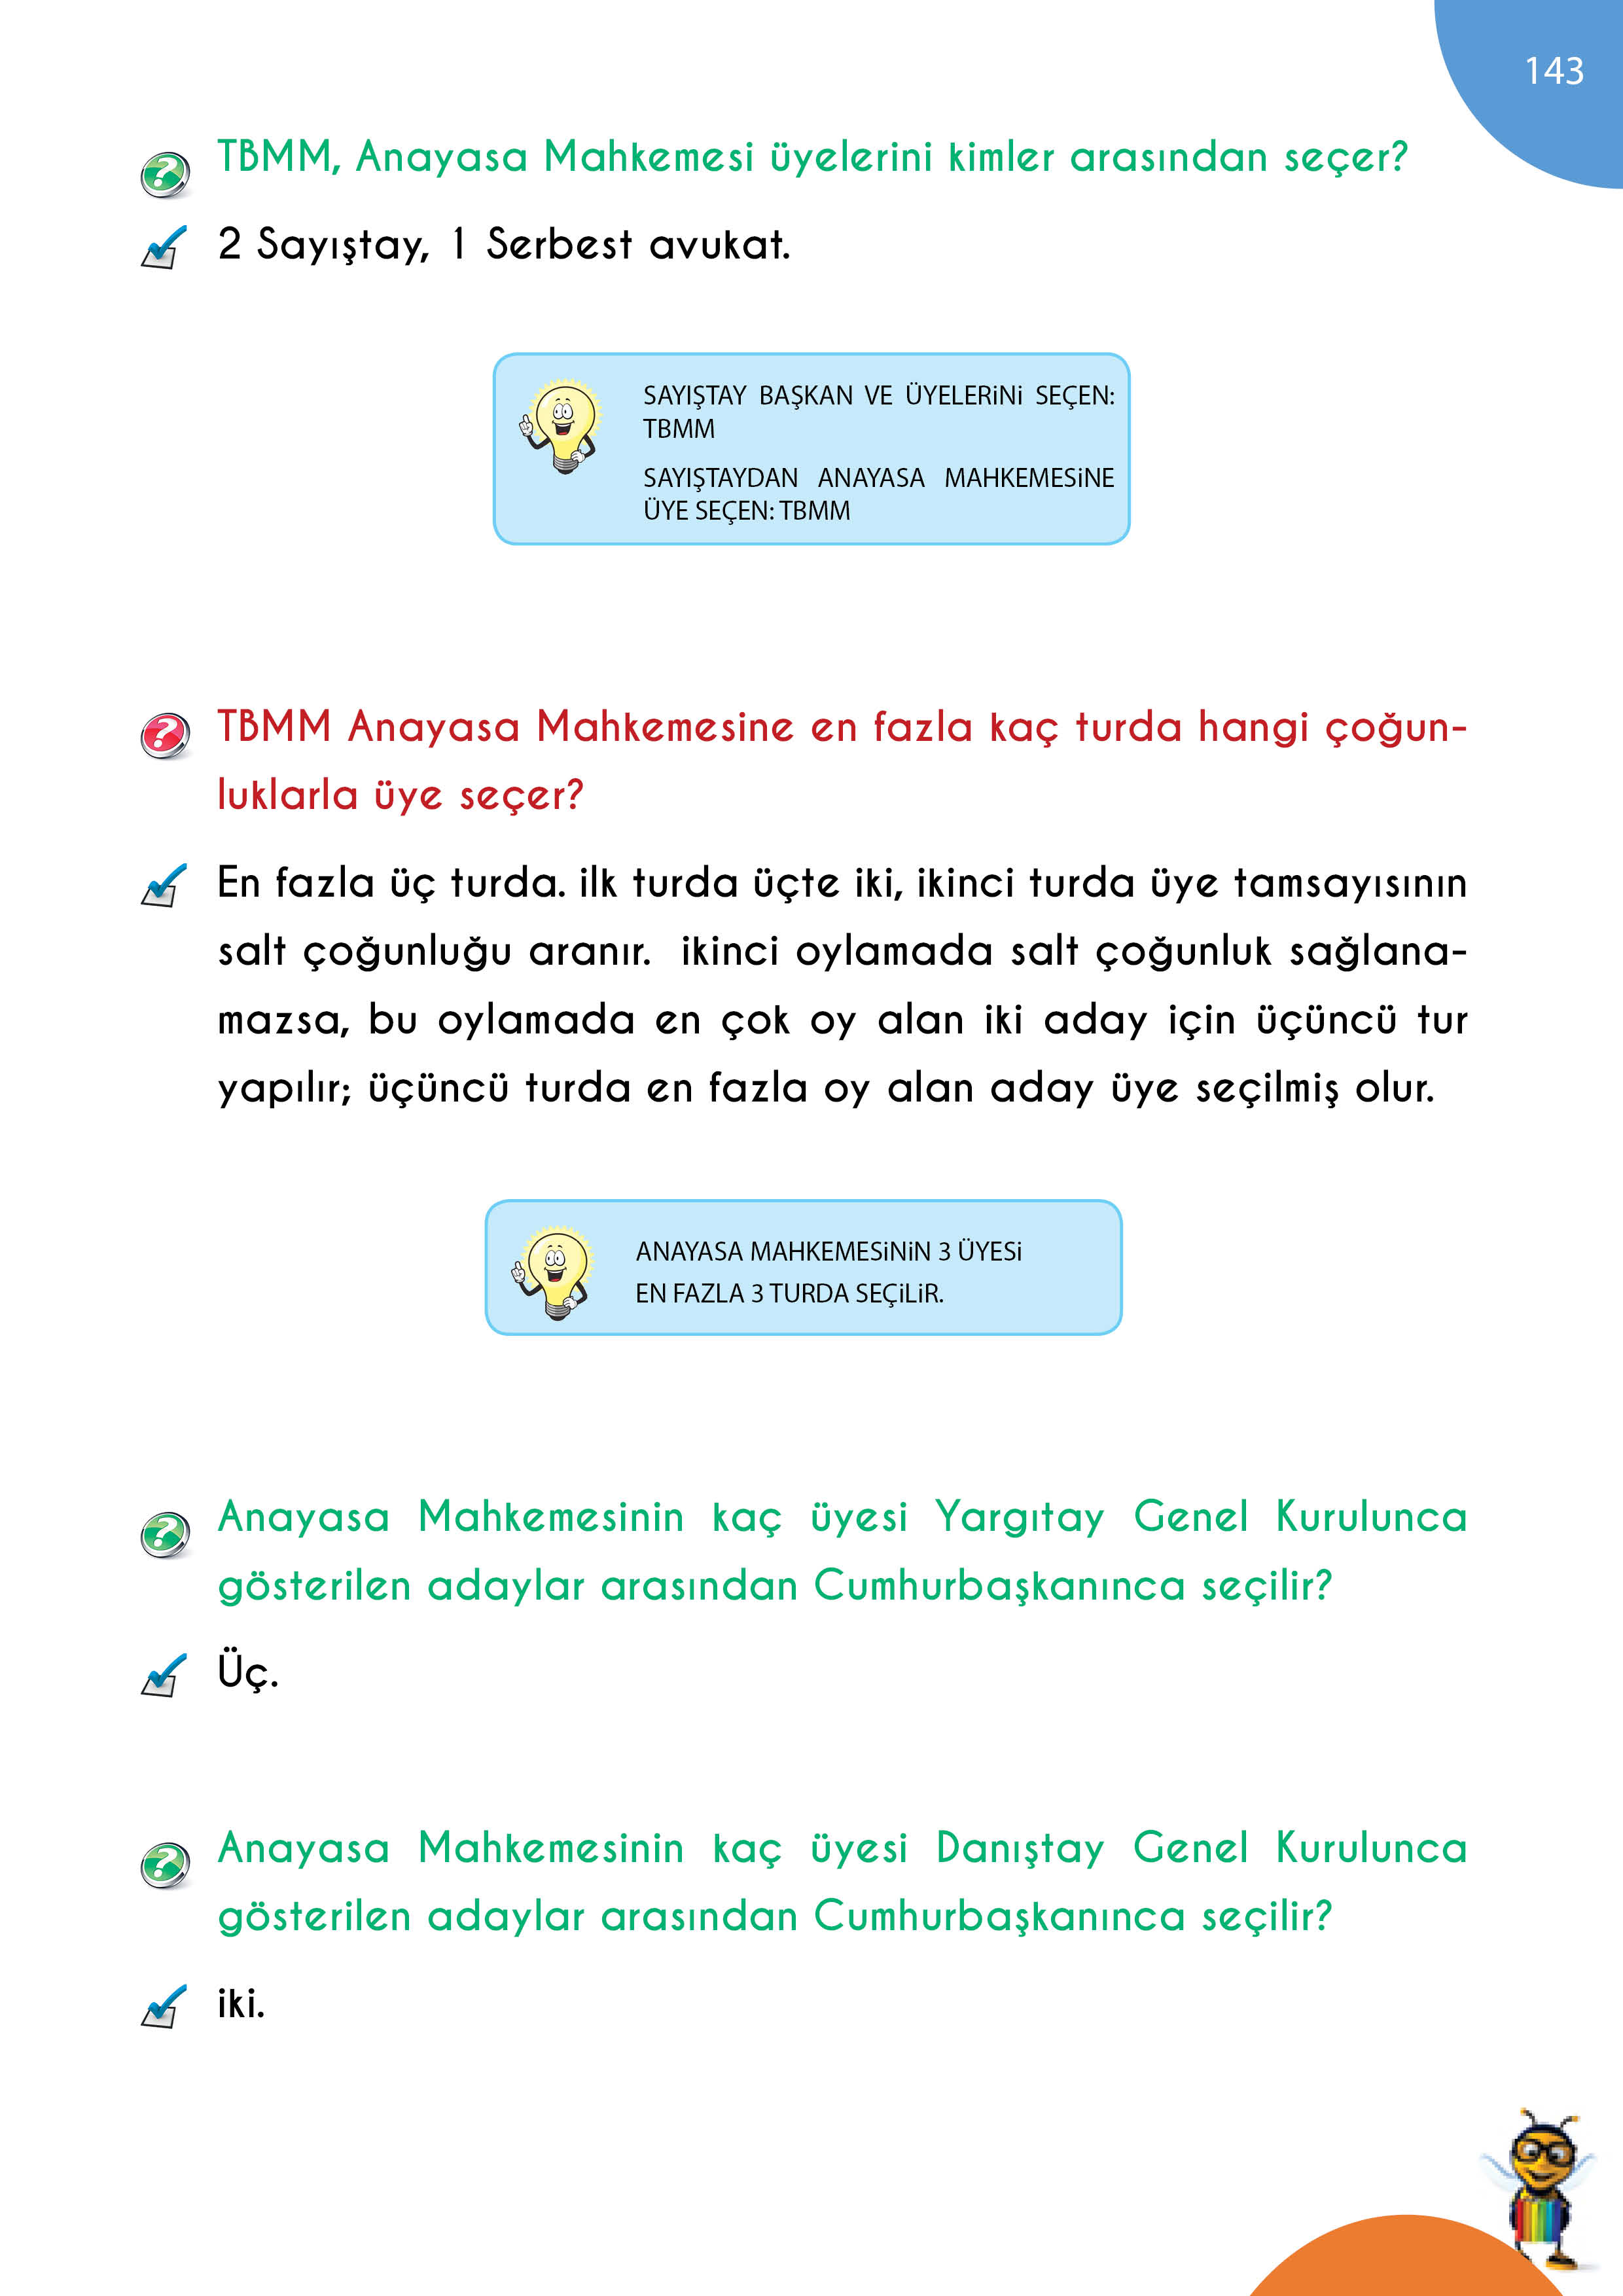 143
TBMM, Anayasa Mahkemesi üyelerini kimler arasından seçer?
2 Sayıştay, 1 Serbest avukat.
SAYIŞTAY BAŞKAN VE ÜYELERiNi SEÇEN:
TBMM
SAYIŞTAYDAN ANAYASA MAHKEMESiNE
ÜYE SEÇEN: TBMM
TBMM Anayasa Mahkemesine en fazla kaç turda hangi çoğun-
luklarla üye seçer?
En fazla üç turda. ilk turda üçte iki, ikinci turda üye tamsayısının
salt çoğunluğu aranır. ikinci oylamada salt çoğunluk sağlana-
mazsa, bu oylamada en çok oy alan iki aday için üçüncü tur
yapılır; üçüncü turda en fazla oy alan aday üye seçilmiş olur.
ANAYASA MAHKEMESiNiN 3 ÜYESi
EN FAZLA 3 TURDA SEÇiLiR.
Anayasa Mahkemesinin kaç üyesi Yargıtay Genel Kurulunca
gösterilen adaylar arasından Cumhurbaşkanınca seçilir?
Üç.
Anayasa Mahkemesinin kaç üyesi Danıştay Genel Kurulunca
gösterilen adaylar arasından Cumhurbaşkanınca seçilir?
iki.